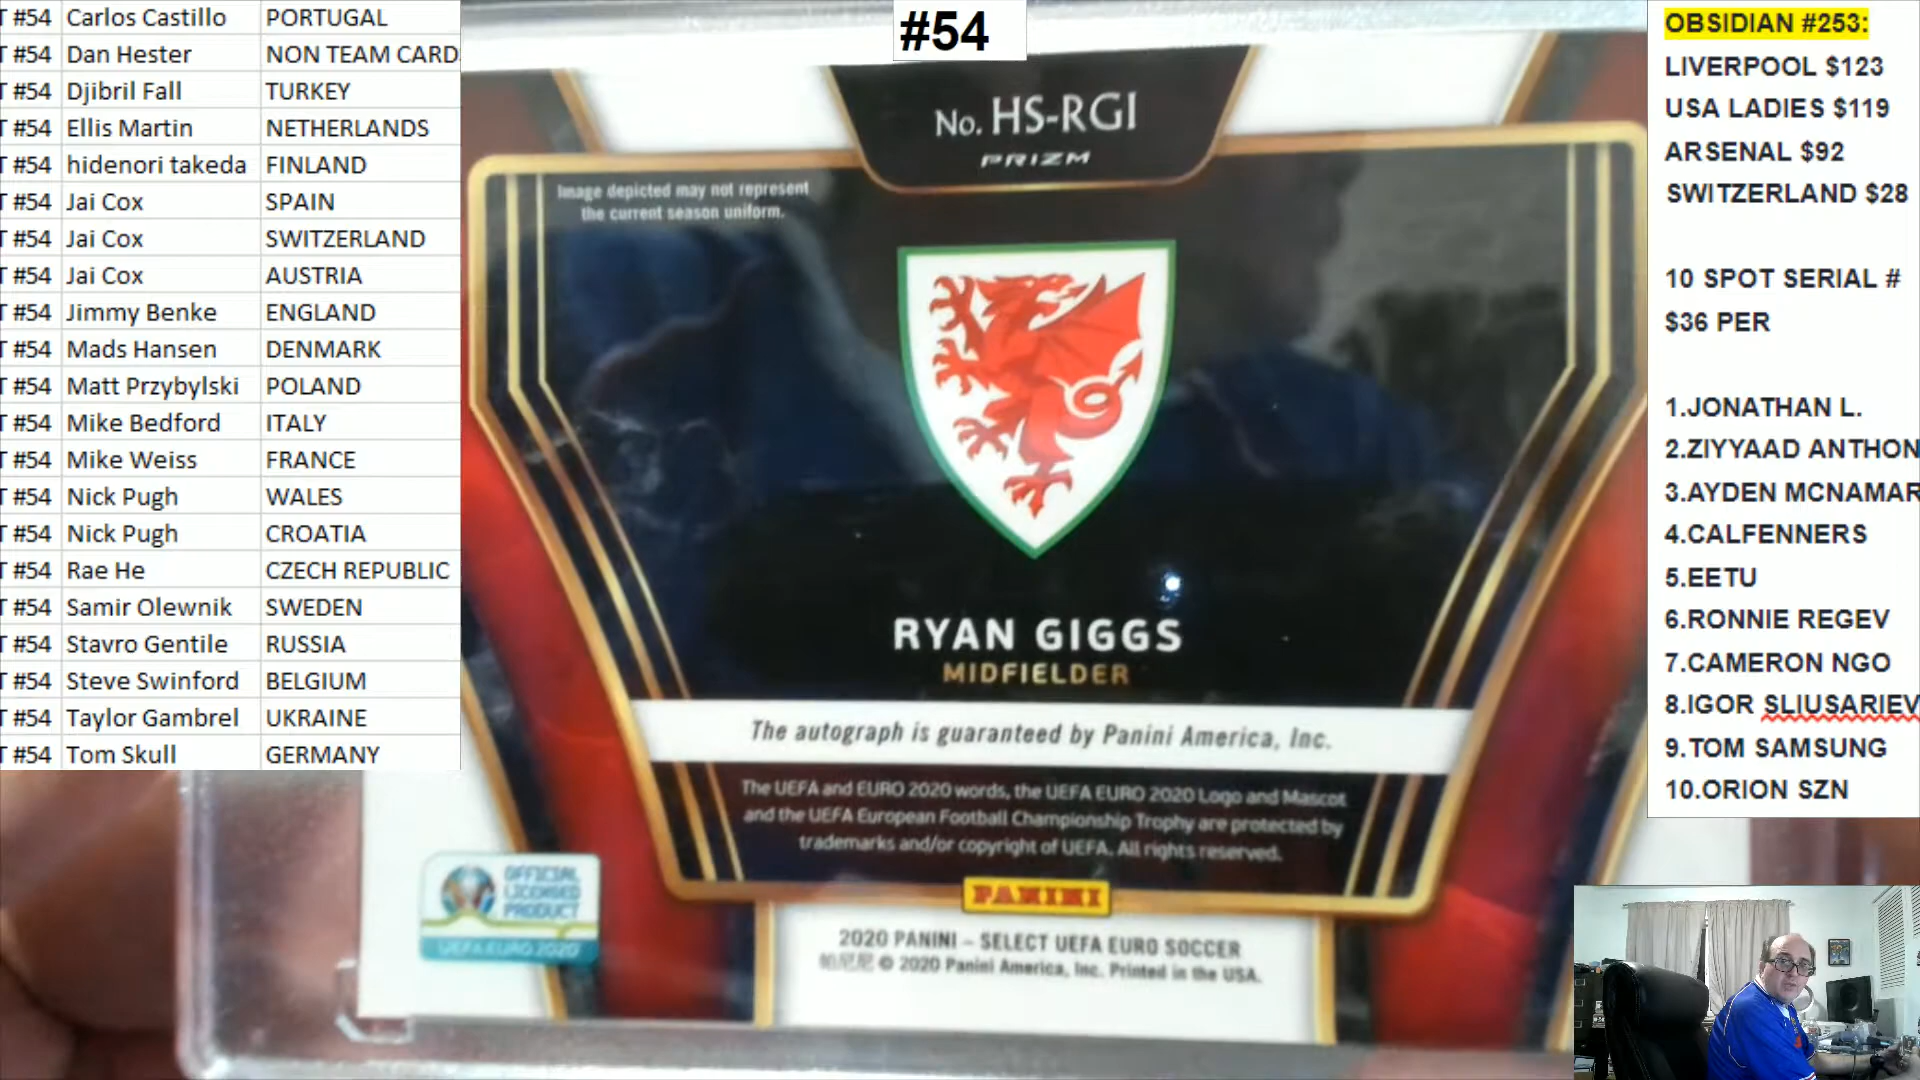 T #54 Carlos Castillo PORTUGAL
T #54 Dan Hester NON TEAM CARD
T #54 Djibril Fall TURKEY
T #54 Ellis Martin NETHERLANDS
T #54 hidenori takeda FINLAND
T #54 Jai Cox SPAIN
T #54 Jai Cox SWITZERLAND
T #54 Jai Cox AUSTRIA
T #54 Jimmy Benke ENGLAND
T #54 Mads Hansen DENMARK
T #54 Matt Przybylski POLAND
T #54 Mike Bedford ITALY
T #54 Mike Weiss FRANCE
T #54 Nick Pugh WALES
T #54 Nick Pugh CROATIA
T #54 Rae He CZECH REPUBLIC
T #54 Samir Olewnik SWEDEN
T #54 Stavro Gentile RUSSIA
T #54 Steve Swinford BELGIUM
T #54 Taylor Gambrel UKRAINE
T #54 Tom Skull GERMANY
#54
No. HS-RGI
PRIZM
Image depicted may not represent
the current season uniform.
RYAN GIGGS
MIDFIELDER
The autograph is guaranteed by Panini America, Inc.
The UEFA and EURO 2020 words, the UEFA EURO 2020 Logo and Mascot
and the UEFA European Football Championship Trophy are protected by
trademarks and/or copyright of UEFA. All rights reserved.
PANINI
OFFICIAL
LICENSED
PRODUCT
UEFA EURO 2020
2020 PANINI – SELECT UEFA EURO SOCCER
帕尼尼 © 2020 Panini America, Inc. Printed in the USA.
OBSIDIAN #253:
LIVERPOOL $123
USA LADIES $119
ARSENAL $92
SWITZERLAND $28
10 SPOT SERIAL #
$36 PER
1.JONATHAN L.
2.ZIYYAAD ANTHON
3.AYDEN MCNAMAR
4.CALFENNERS
5.EETU
6.RONNIE REGEV
7.CAMERON NGO
8.IGOR SLIUSARIEV
9.TOM SAMSUNG
10.ORION SZN